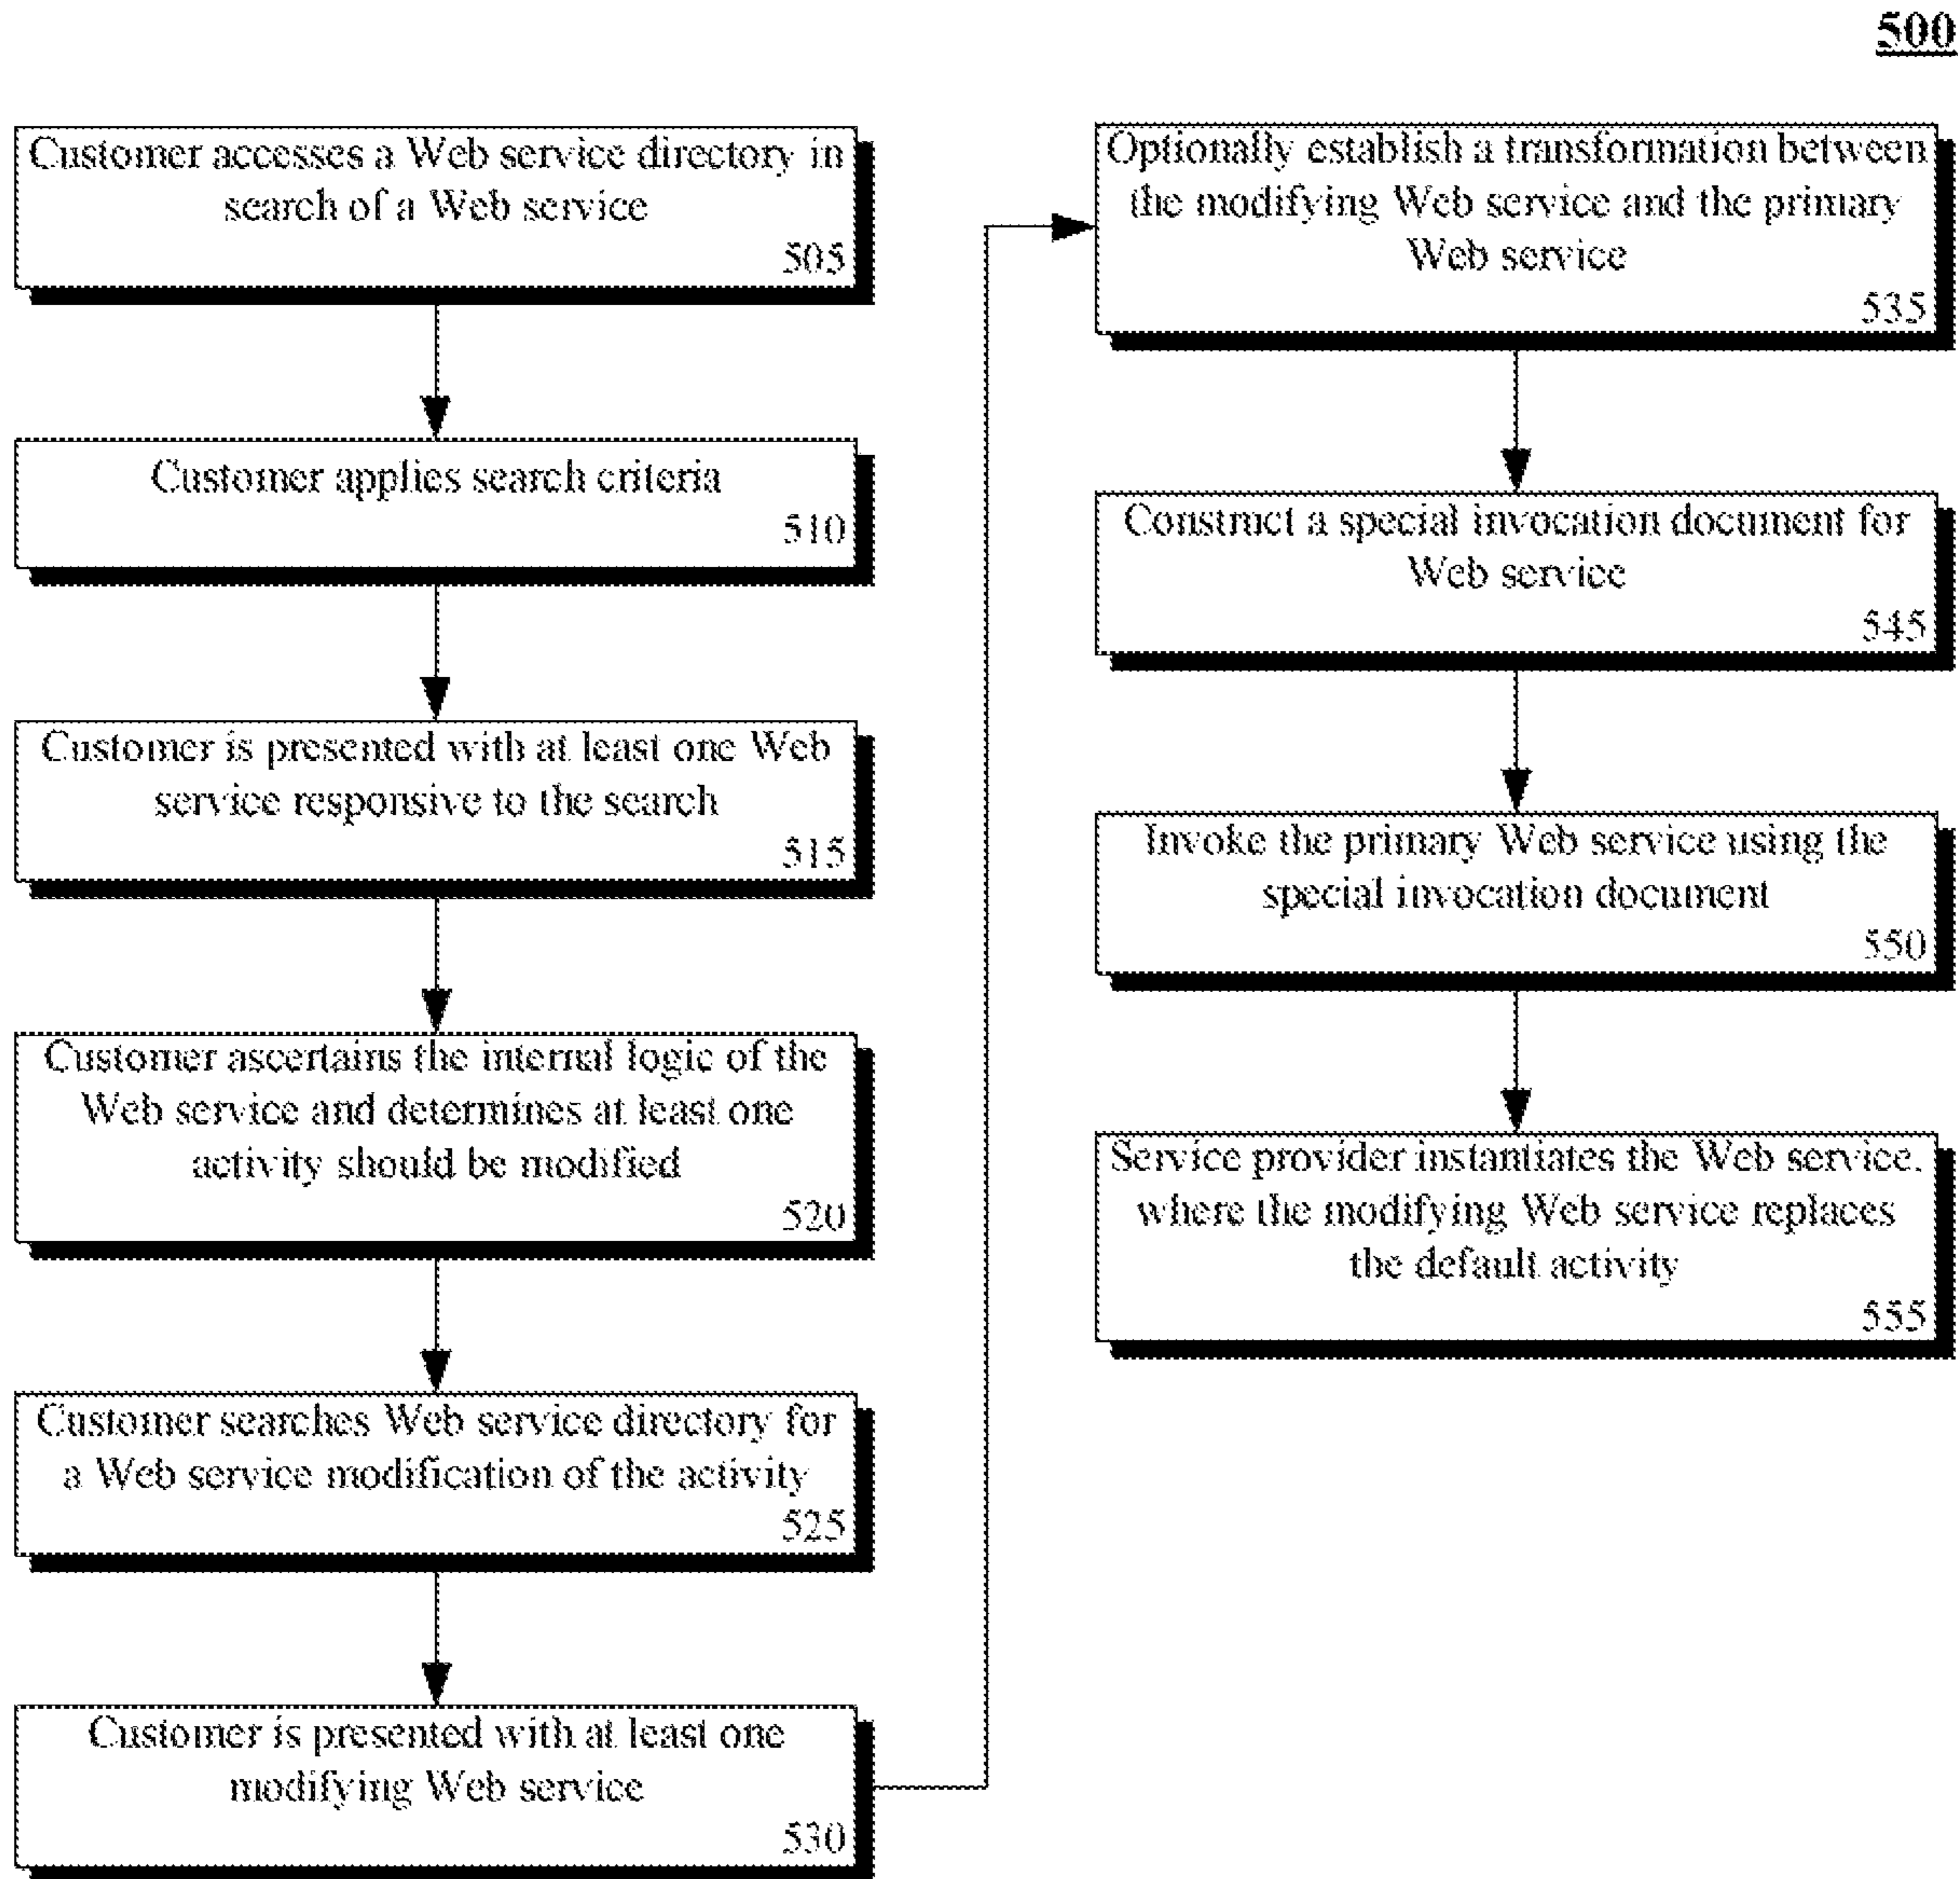 500
Customer accesses a Web service directory in
search of a Web service
505
Customer applies search criteria
510
Customer is presented with at least one Web
service responsive to the search
515
Customer ascertains the internal logic of the
Web service and determines at least one
activity should be modified
520
Customer searches Web service directory for
a Web service modification of the activity
525
Customer is presented with at least one
modifying Web service
530
Optionally establish a transformation between
the modifying Web service and the primary
Web service
535
Construct a special invocation document for
Web service
545
Invoke the primary Web service using the
special invocation document
550
Service provider instantiates the Web service,
where the modifying Web service replaces
the default activity
555